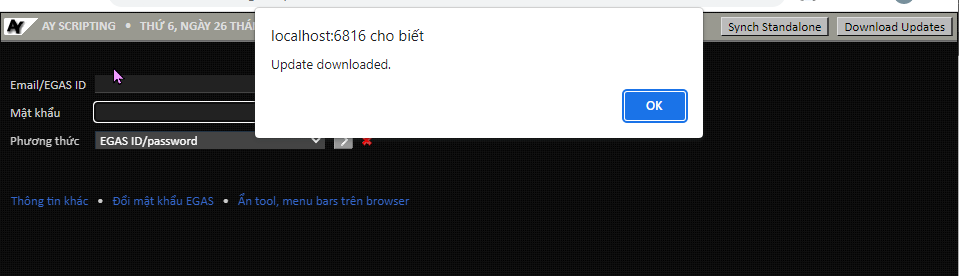 AY
AY SCRIPTING • THỨ 6, NGÀY 26
Synch Standalone
Download Updates
localhost:6816 cho biết
Update downloaded.
OK
Email/EGAS ID
Mật khẩu
Phương thức
EGAS ID/password
Thông tin khác • Đổi mật khẩu EGAS • Ẩn tool, menu bars trên browser